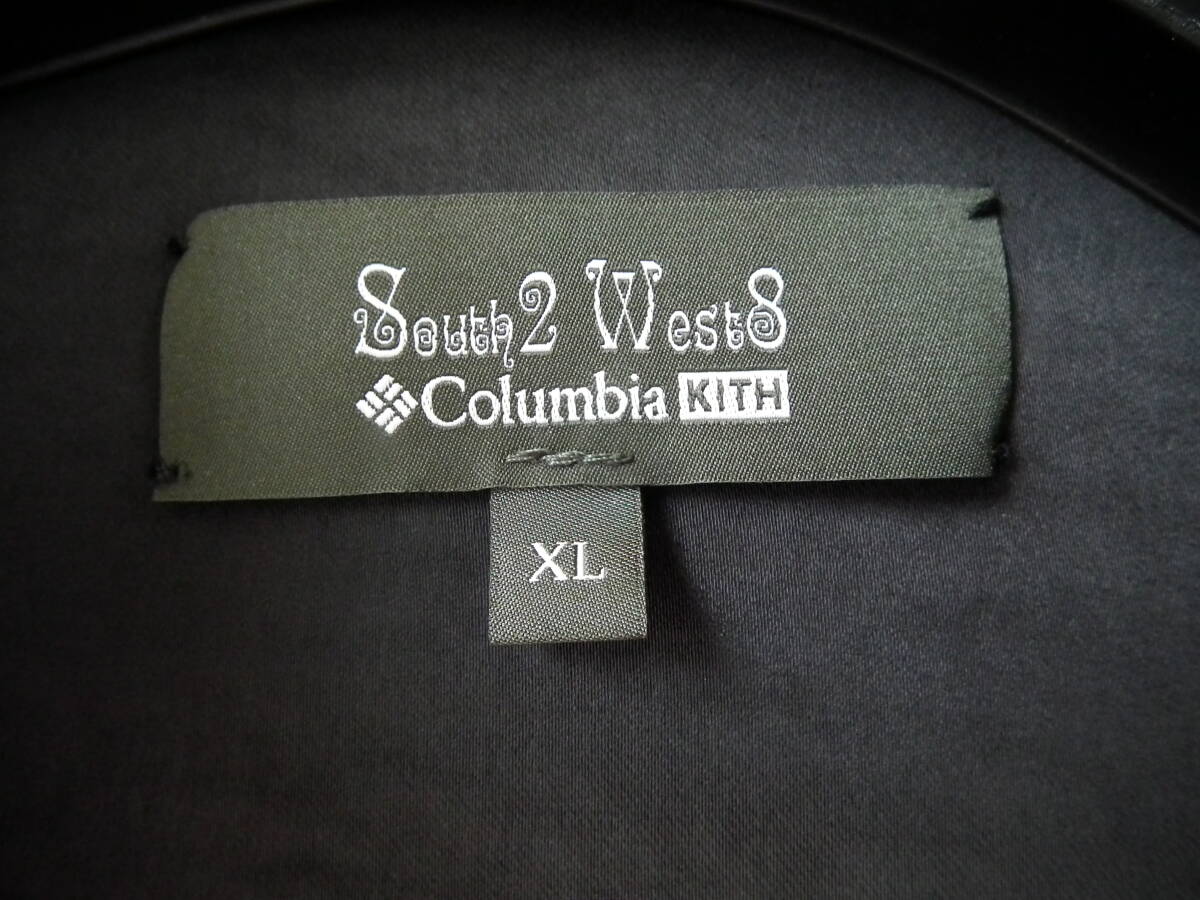 South2 West8
Columbia KITH
XL